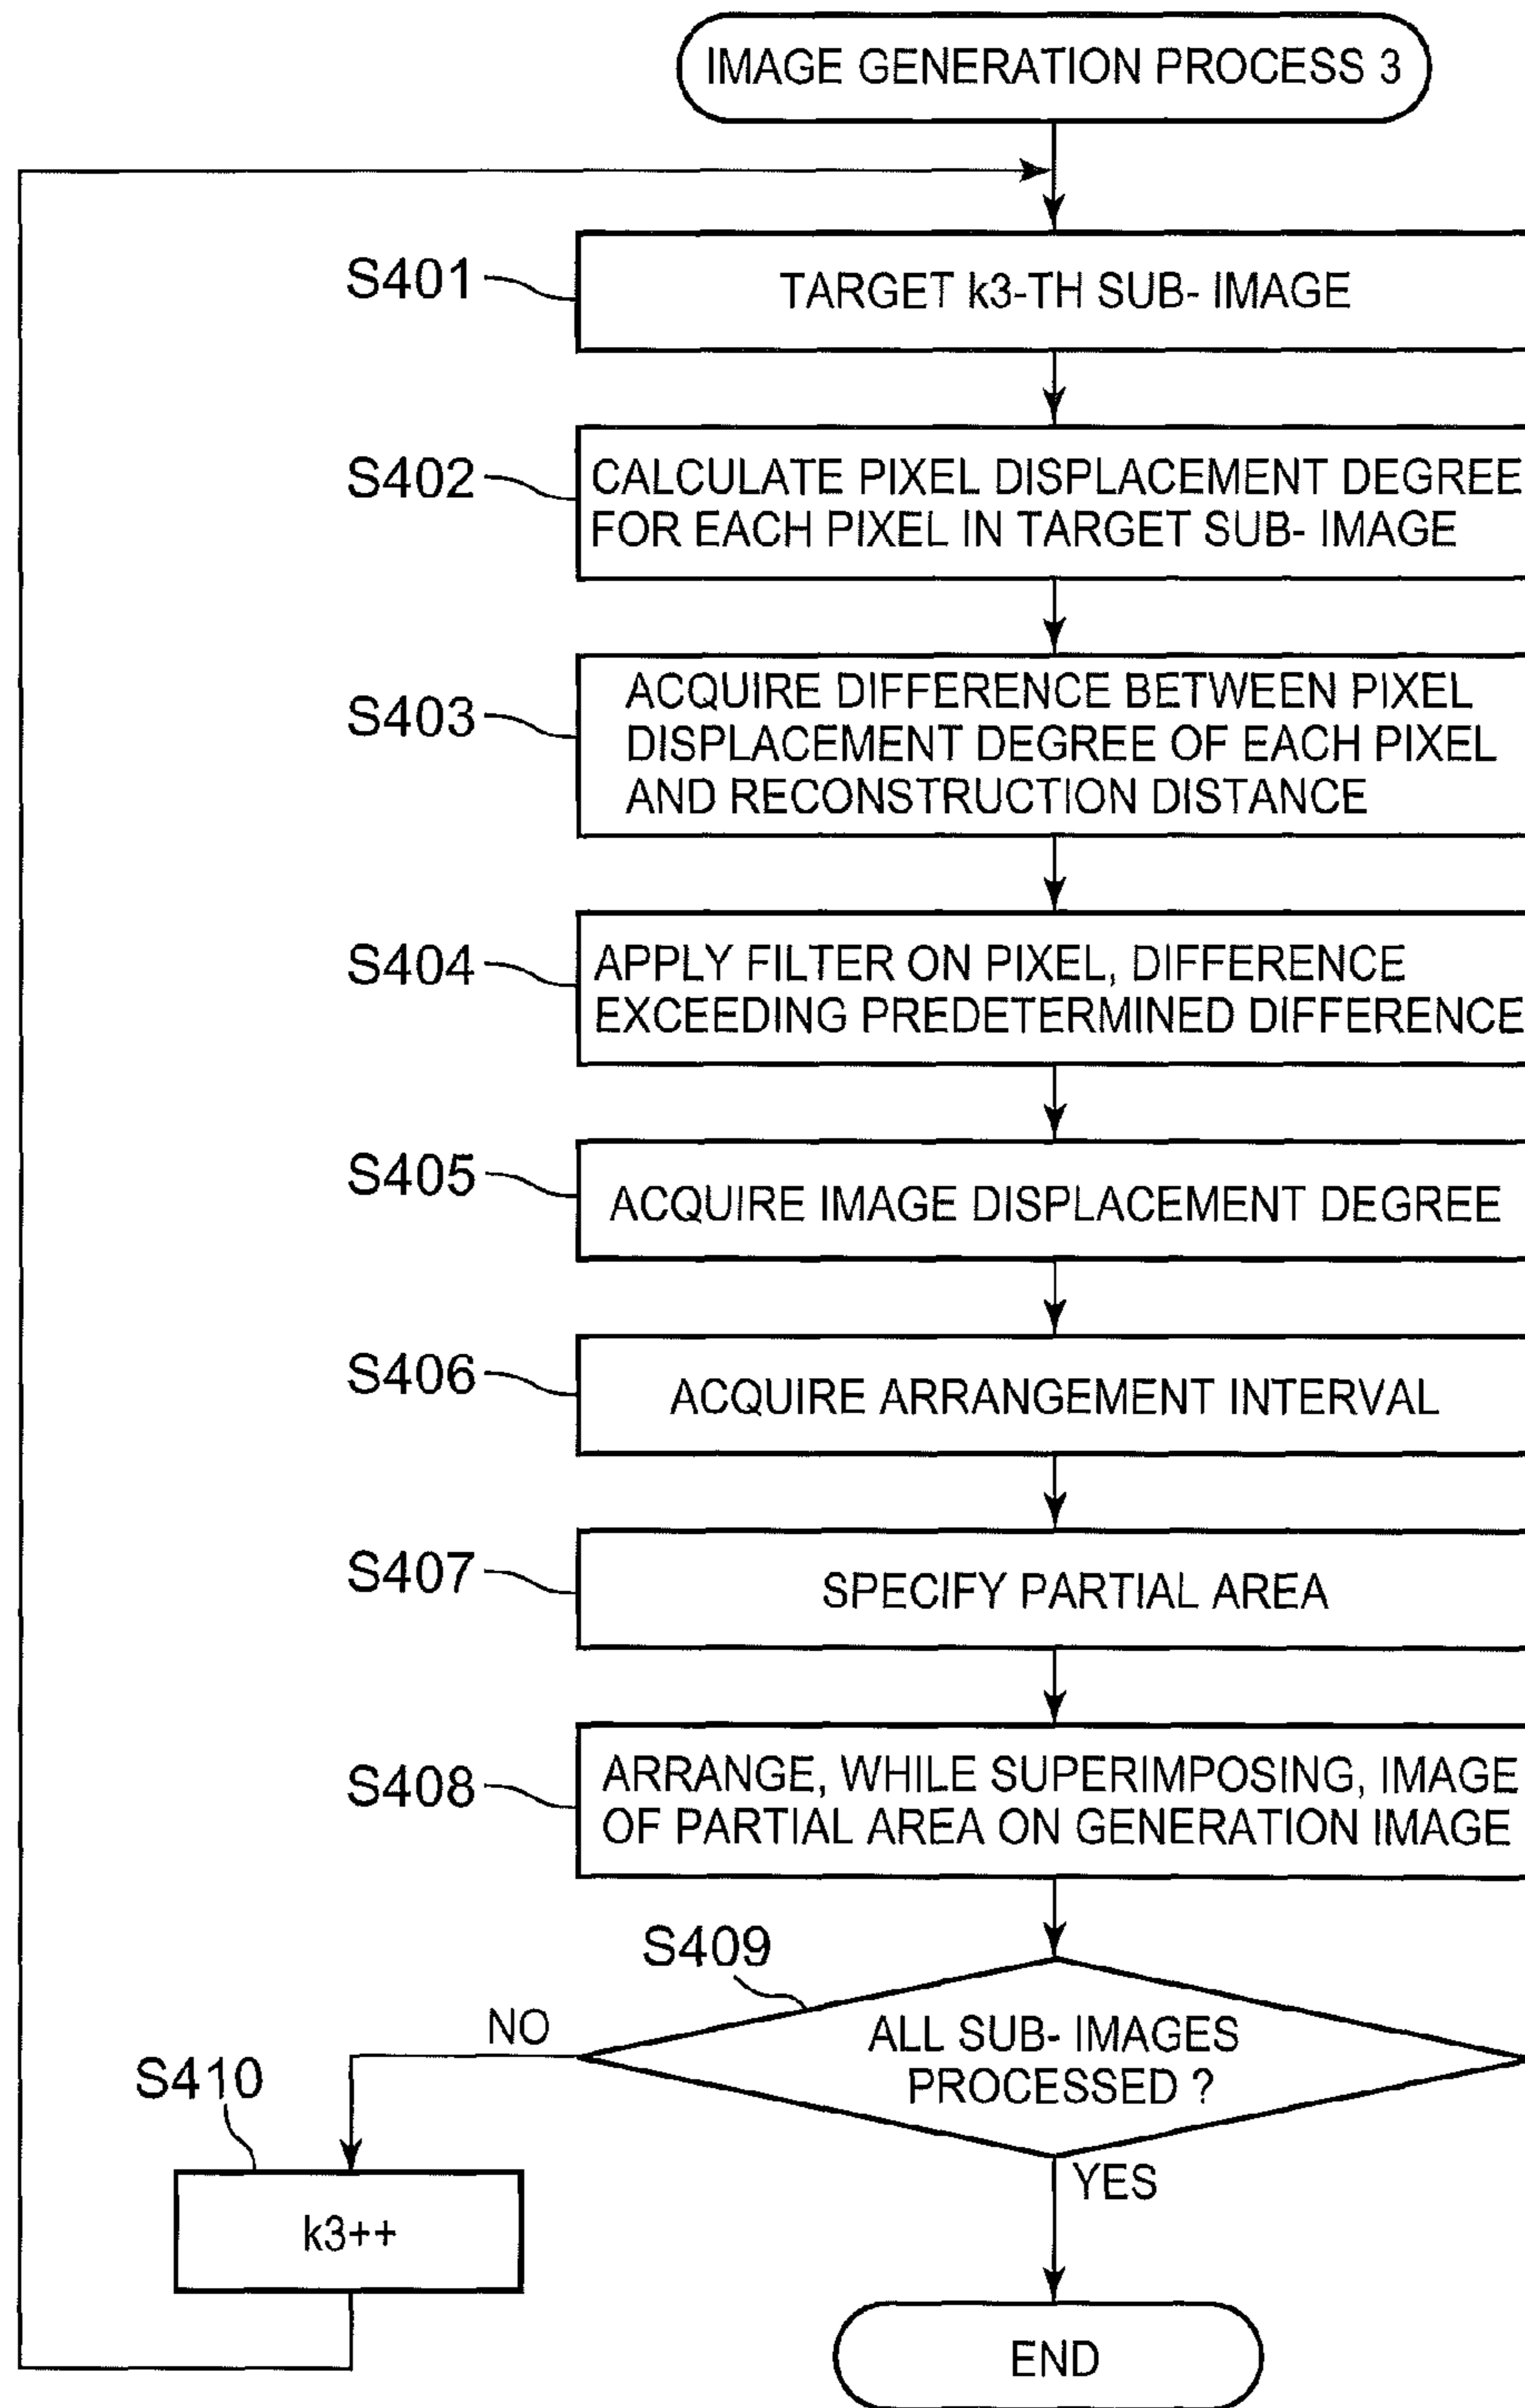 IMAGE GENERATION PROCESS 3
S401
TARGET k3-TH SUB- IMAGE
S402
CALCULATE PIXEL DISPLACEMENT DEGREE
FOR EACH PIXEL IN TARGET SUB- IMAGE
S403
ACQUIRE DIFFERENCE BETWEEN PIXEL
DISPLACEMENT DEGREE OF EACH PIXEL
AND RECONSTRUCTION DISTANCE
S404
APPLY FILTER ON PIXEL, DIFFERENCE
EXCEEDING PREDETERMINED DIFFERENCE
S405
ACQUIRE IMAGE DISPLACEMENT DEGREE
S406
ACQUIRE ARRANGEMENT INTERVAL
S407
SPECIFY PARTIAL AREA
S408
ARRANGE, WHILE SUPERIMPOSING, IMAGE
OF PARTIAL AREA ON GENERATION IMAGE
S409
ALL SUB- IMAGES
PROCESSED ?
NO
YES
S410
k3++
END